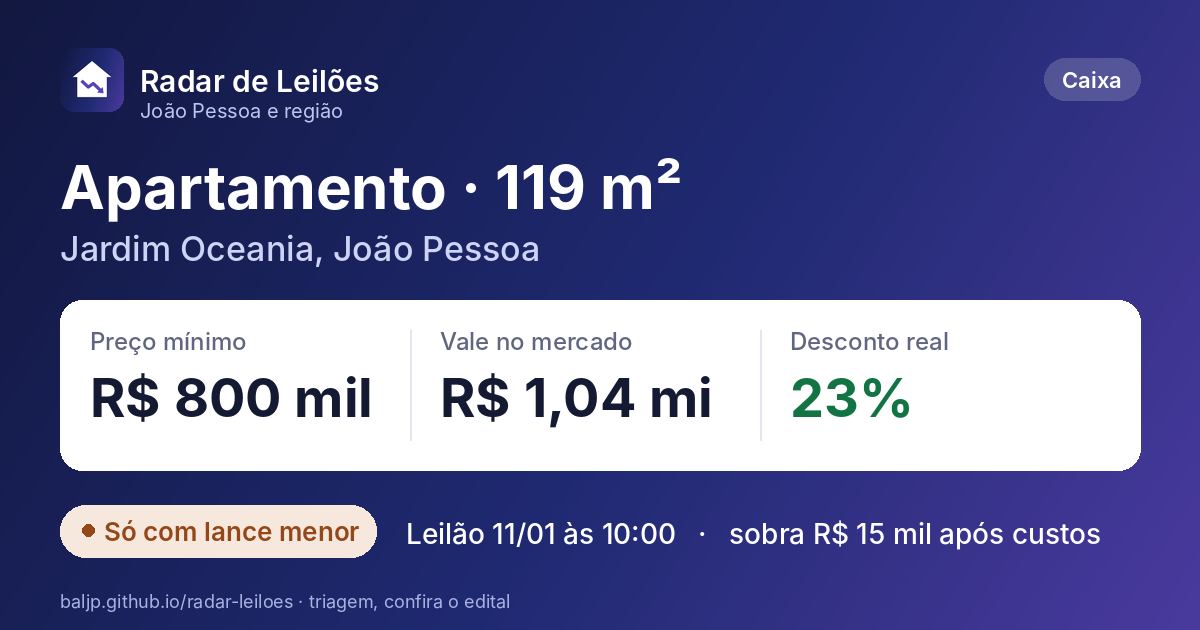 Radar de Leilões
João Pessoa e região
Caixa
Apartamento · 119 m²
Jardim Oceania, João Pessoa
Preço mínimo
R$ 800 mil
Vale no mercado
R$ 1,04 mi
Desconto real
23%
Só com lance menor
Leilão 11/01 às 10:00 · sobra R$ 15 mil após custos
baljp.github.io/radar-leiloes · triagem, confira o edital